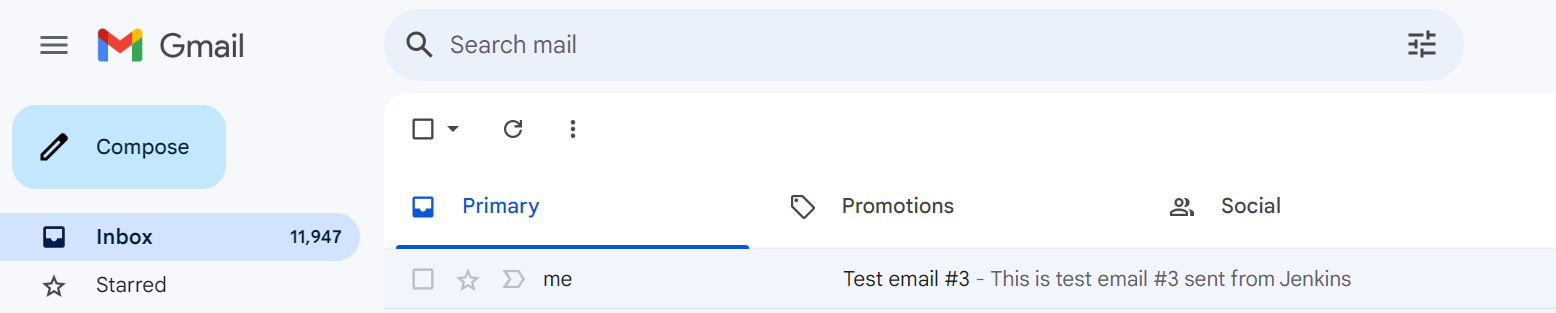 Gmail
Search mail
Compose
Primary
Promotions
Social
Inbox 11,947
Starred
me Test email #3 - This is test email #3 sent from Jenkins